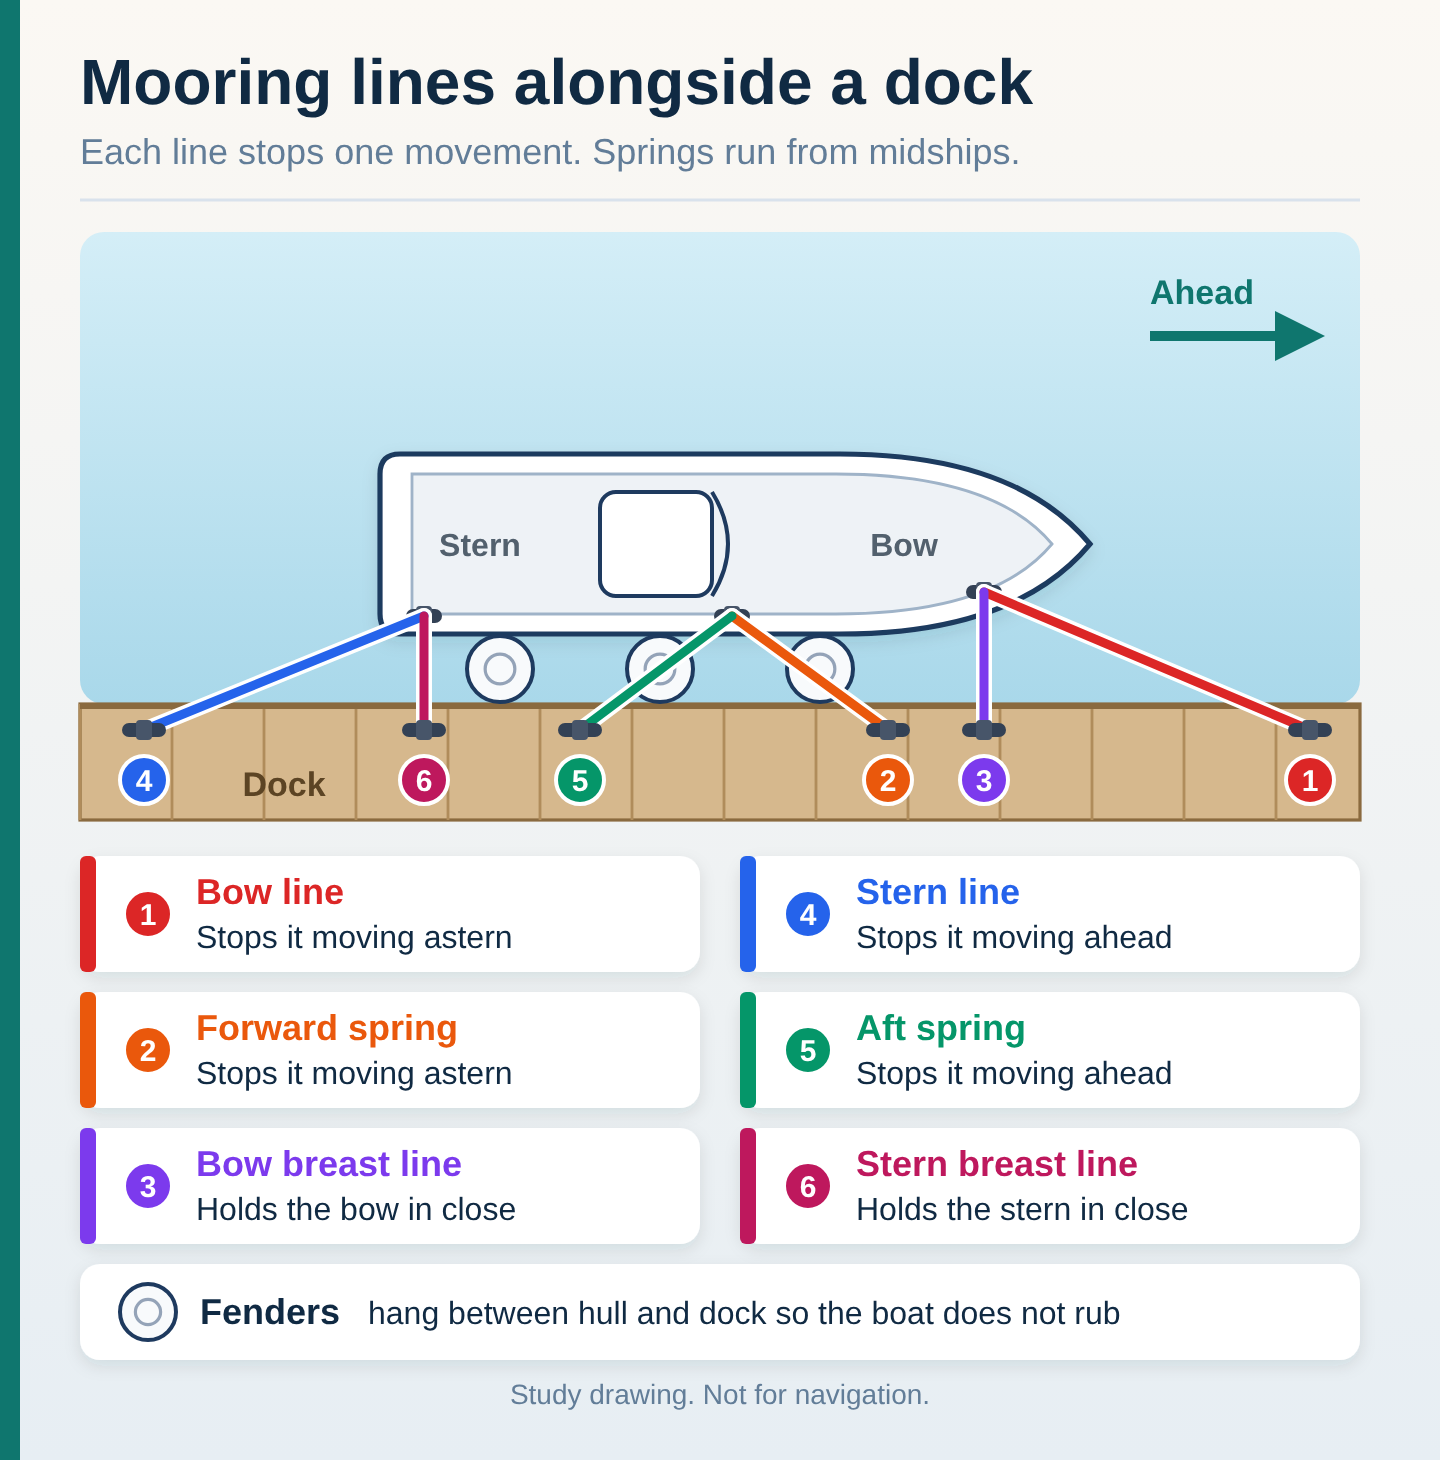 Mooring lines alongside a dock
Each line stops one movement. Springs run from midships.
Ahead
Stern
Bow
4
6
5
2
3
1
Dock
1
Bow line
Stops it moving astern
4
Stern line
Stops it moving ahead
2
Forward spring
Stops it moving astern
5
Aft spring
Stops it moving ahead
3
Bow breast line
Holds the bow in close
6
Stern breast line
Holds the stern in close
Fenders hang between hull and dock so the boat does not rub
Study drawing. Not for navigation.